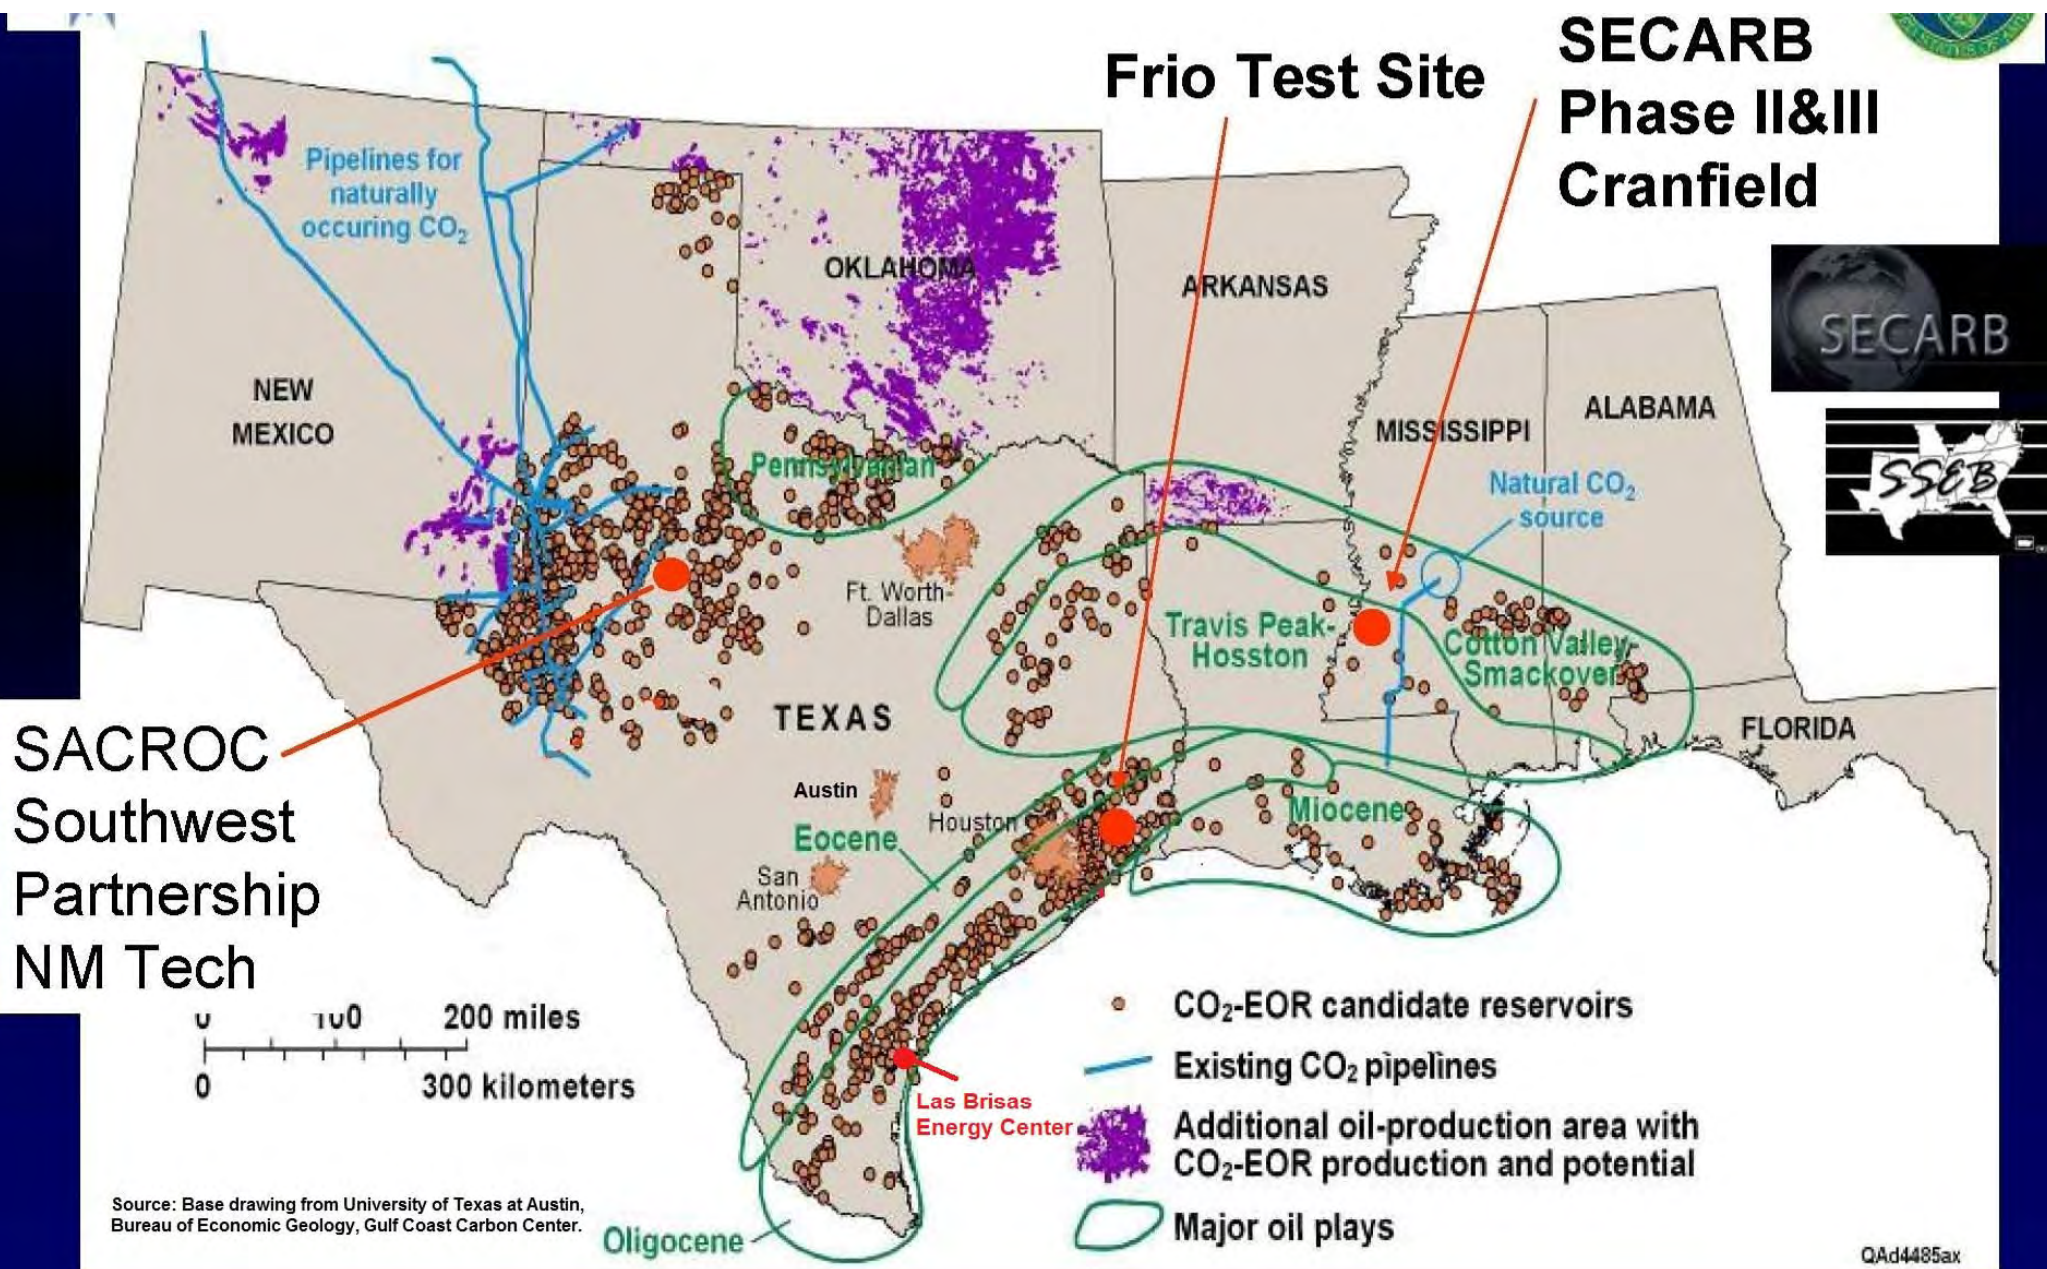 Frio Test Site
SECARB
Phase II&III
Cranfield
Pipelines for
naturally
occuring CO₂
OKLAHOMA
ARKANSAS
SECARB
NEW
MEXICO
MISSISSIPPI
ALABAMA
Natural CO₂
source
SSEB
Pennsylvanian
Ft. Worth-
Dallas
Travis Peak-
Hosston
Cotton Valley-
Smackover
TEXAS
FLORIDA
SACROC
Southwest
Partnership
NM Tech
Austin
Houston
Eocene
Miocene
San
Antonio
0 100 200 miles
0 300 kilometers
CO₂-EOR candidate reservoirs
Existing CO₂ pipelines
Las Brisas
Energy Center
Additional oil-production area with
CO₂-EOR production and potential
Major oil plays
Source: Base drawing from University of Texas at Austin,
Bureau of Economic Geology, Gulf Coast Carbon Center.
Oligocene
QAd4485ax